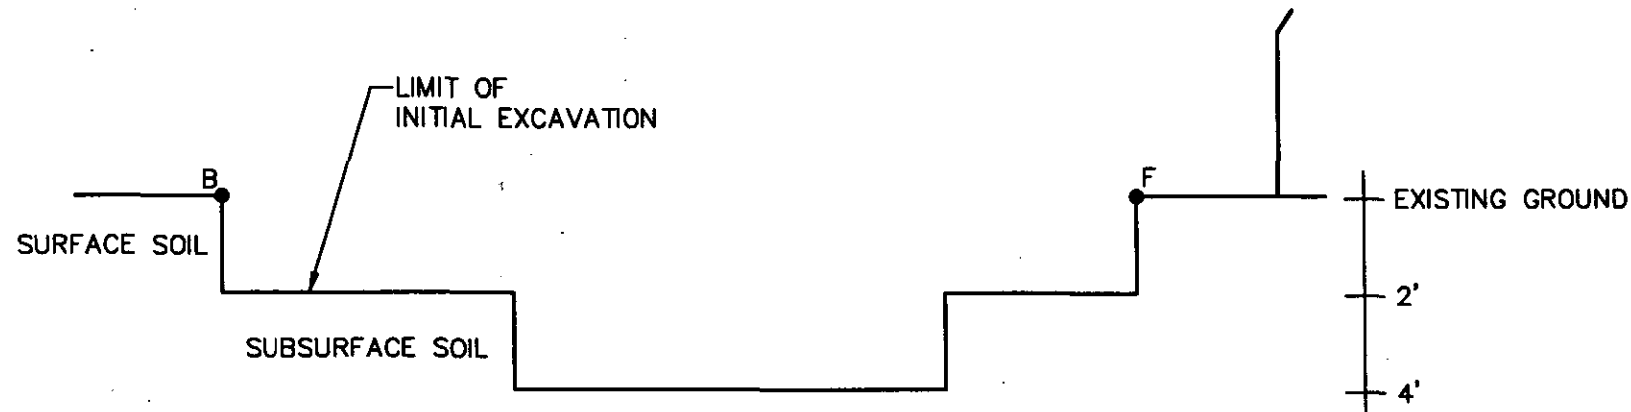 LIMIT OF
INITIAL EXCAVATION
B
F
EXISTING GROUND
SURFACE SOIL
2'
SUBSURFACE SOIL
4'